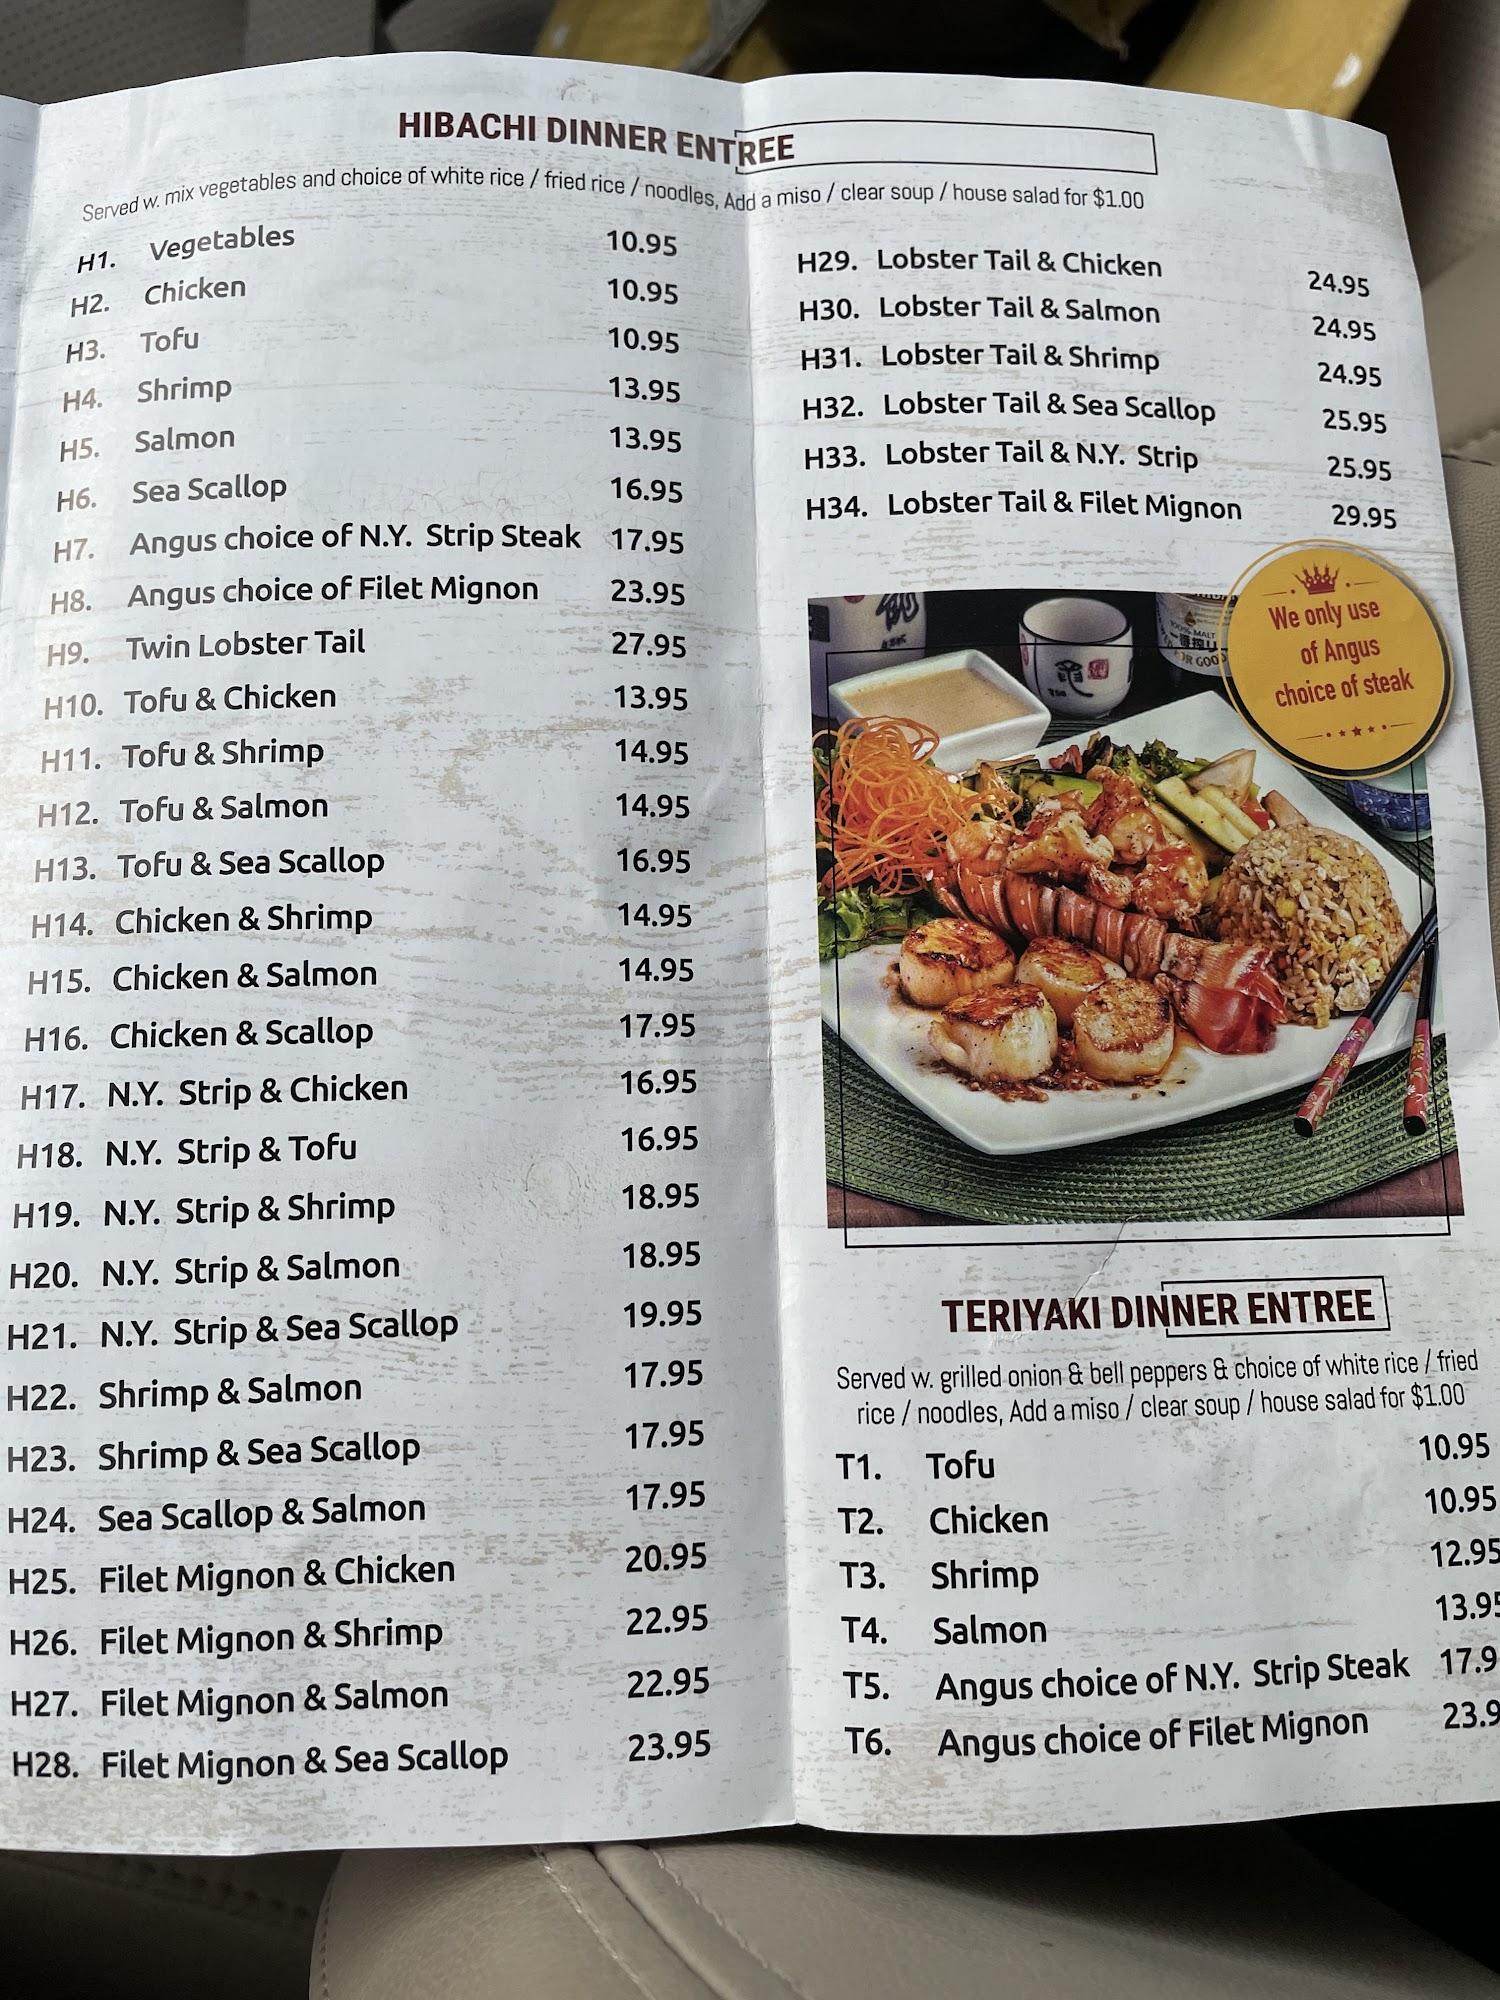 HIBACHI DINNER ENTREE
Served w. mix vegetables and choice of white rice / fried rice / noodles, Add a miso / clear soup / house salad for $1.00
H1. Vegetables 10.95
H2. Chicken 10.95
H3. Tofu 10.95
H4. Shrimp 13.95
H5. Salmon 13.95
H6. Sea Scallop 16.95
H7. Angus choice of N.Y. Strip Steak 17.95
H8. Angus choice of Filet Mignon 23.95
H9. Twin Lobster Tail 27.95
H10. Tofu & Chicken 13.95
H11. Tofu & Shrimp 14.95
H12. Tofu & Salmon 14.95
H13. Tofu & Sea Scallop 16.95
H14. Chicken & Shrimp 14.95
H15. Chicken & Salmon 14.95
H16. Chicken & Scallop 17.95
H17. N.Y. Strip & Chicken 16.95
H18. N.Y. Strip & Tofu 16.95
H19. N.Y. Strip & Shrimp 18.95
H20. N.Y. Strip & Salmon 18.95
H21. N.Y. Strip & Sea Scallop 19.95
H22. Shrimp & Salmon 17.95
H23. Shrimp & Sea Scallop 17.95
H24. Sea Scallop & Salmon 17.95
H25. Filet Mignon & Chicken 20.95
H26. Filet Mignon & Shrimp 22.95
H27. Filet Mignon & Salmon 22.95
H28. Filet Mignon & Sea Scallop 23.95
H29. Lobster Tail & Chicken 24.95
H30. Lobster Tail & Salmon 24.95
H31. Lobster Tail & Shrimp 24.95
H32. Lobster Tail & Sea Scallop 25.95
H33. Lobster Tail & N.Y. Strip 25.95
H34. Lobster Tail & Filet Mignon 29.95
We only use
of Angus
choice of steak
100% MALT
一番搾り
TERIYAKI DINNER ENTREE
Served w. grilled onion & bell peppers & choice of white rice / fried
rice / noodles, Add a miso / clear soup / house salad for $1.00
T1. Tofu 10.95
T2. Chicken 10.95
T3. Shrimp 12.95
T4. Salmon 13.95
T5. Angus choice of N.Y. Strip Steak 17.9
T6. Angus choice of Filet Mignon 23.9